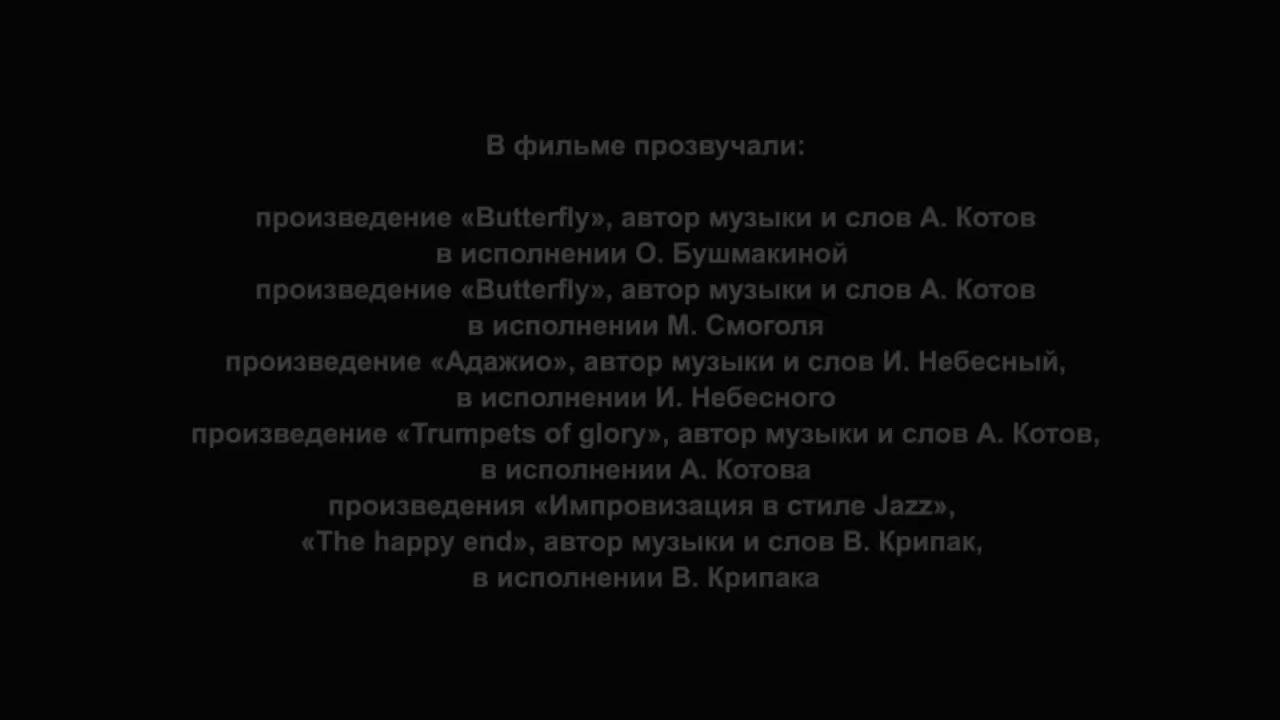 В фильме прозвучали:
произведение «Butterfly», автор музыки и слов А. Котов
в исполнении О. Бушмакиной
произведение «Butterfly», автор музыки и слов А. Котов
в исполнении М. Смоголя
произведение «Адажио», автор музыки и слов И. Небесный,
в исполнении И. Небесного
произведение «Trumpets of glory», автор музыки и слов А. Котов,
в исполнении А. Котова
произведения «Импровизация в стиле Jazz»,
«The happy end», автор музыки и слов В. Крипак,
в исполнении В. Крипака